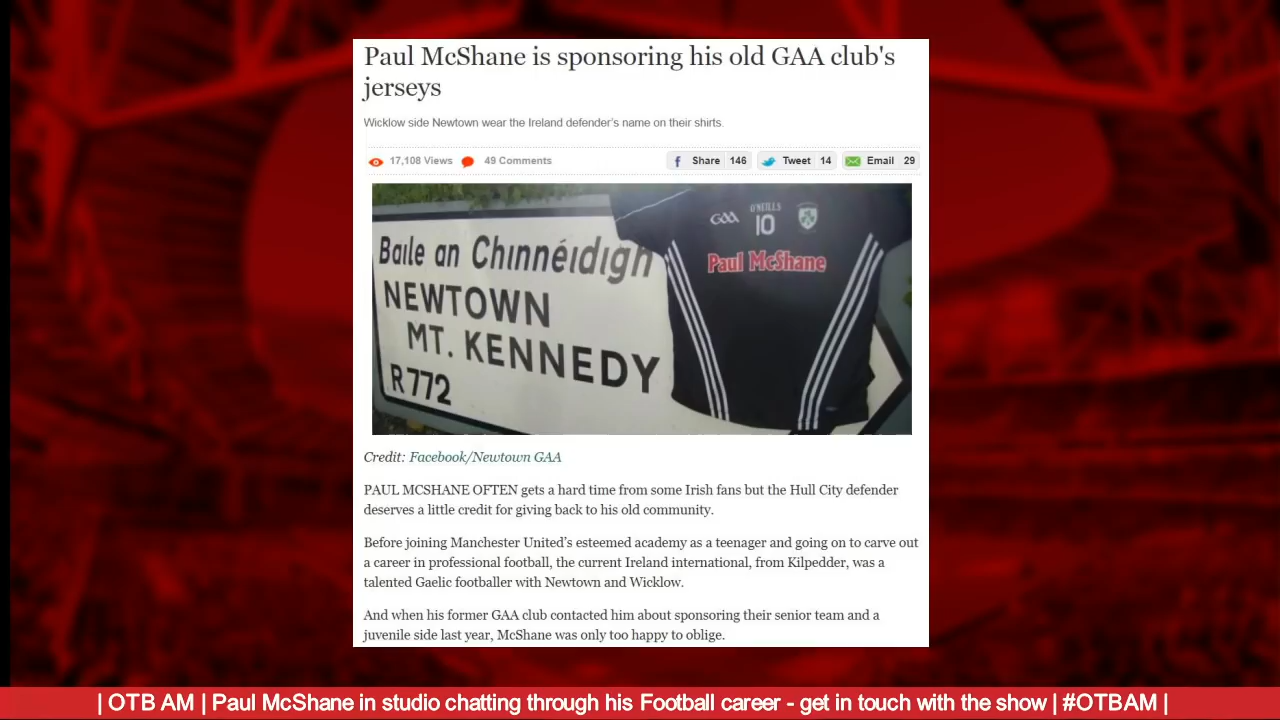 Paul McShane is sponsoring his old GAA club's
jerseys
Wicklow side Newtown wear the Ireland defender's name on their shirts.
17,108 Views 49 Comments Share 146 Tweet 14 Email 29
GAA O'NEILLS
10
Paul McShane
Baile an Chinnéidigh
NEWTOWN
MT. KENNEDY
R772
Credit: Facebook/Newtown GAA
PAUL MCSHANE OFTEN gets a hard time from some Irish fans but the Hull City defender
deserves a little credit for giving back to his old community.
Before joining Manchester United's esteemed academy as a teenager and going on to carve out
a career in professional football, the current Ireland international, from Kilpedder, was a
talented Gaelic footballer with Newtown and Wicklow.
And when his former GAA club contacted him about sponsoring their senior team and a
juvenile side last year, McShane was only too happy to oblige.
| OTB AM | Paul McShane in studio chatting through his Football career - get in touch with the show | #OTBAM |